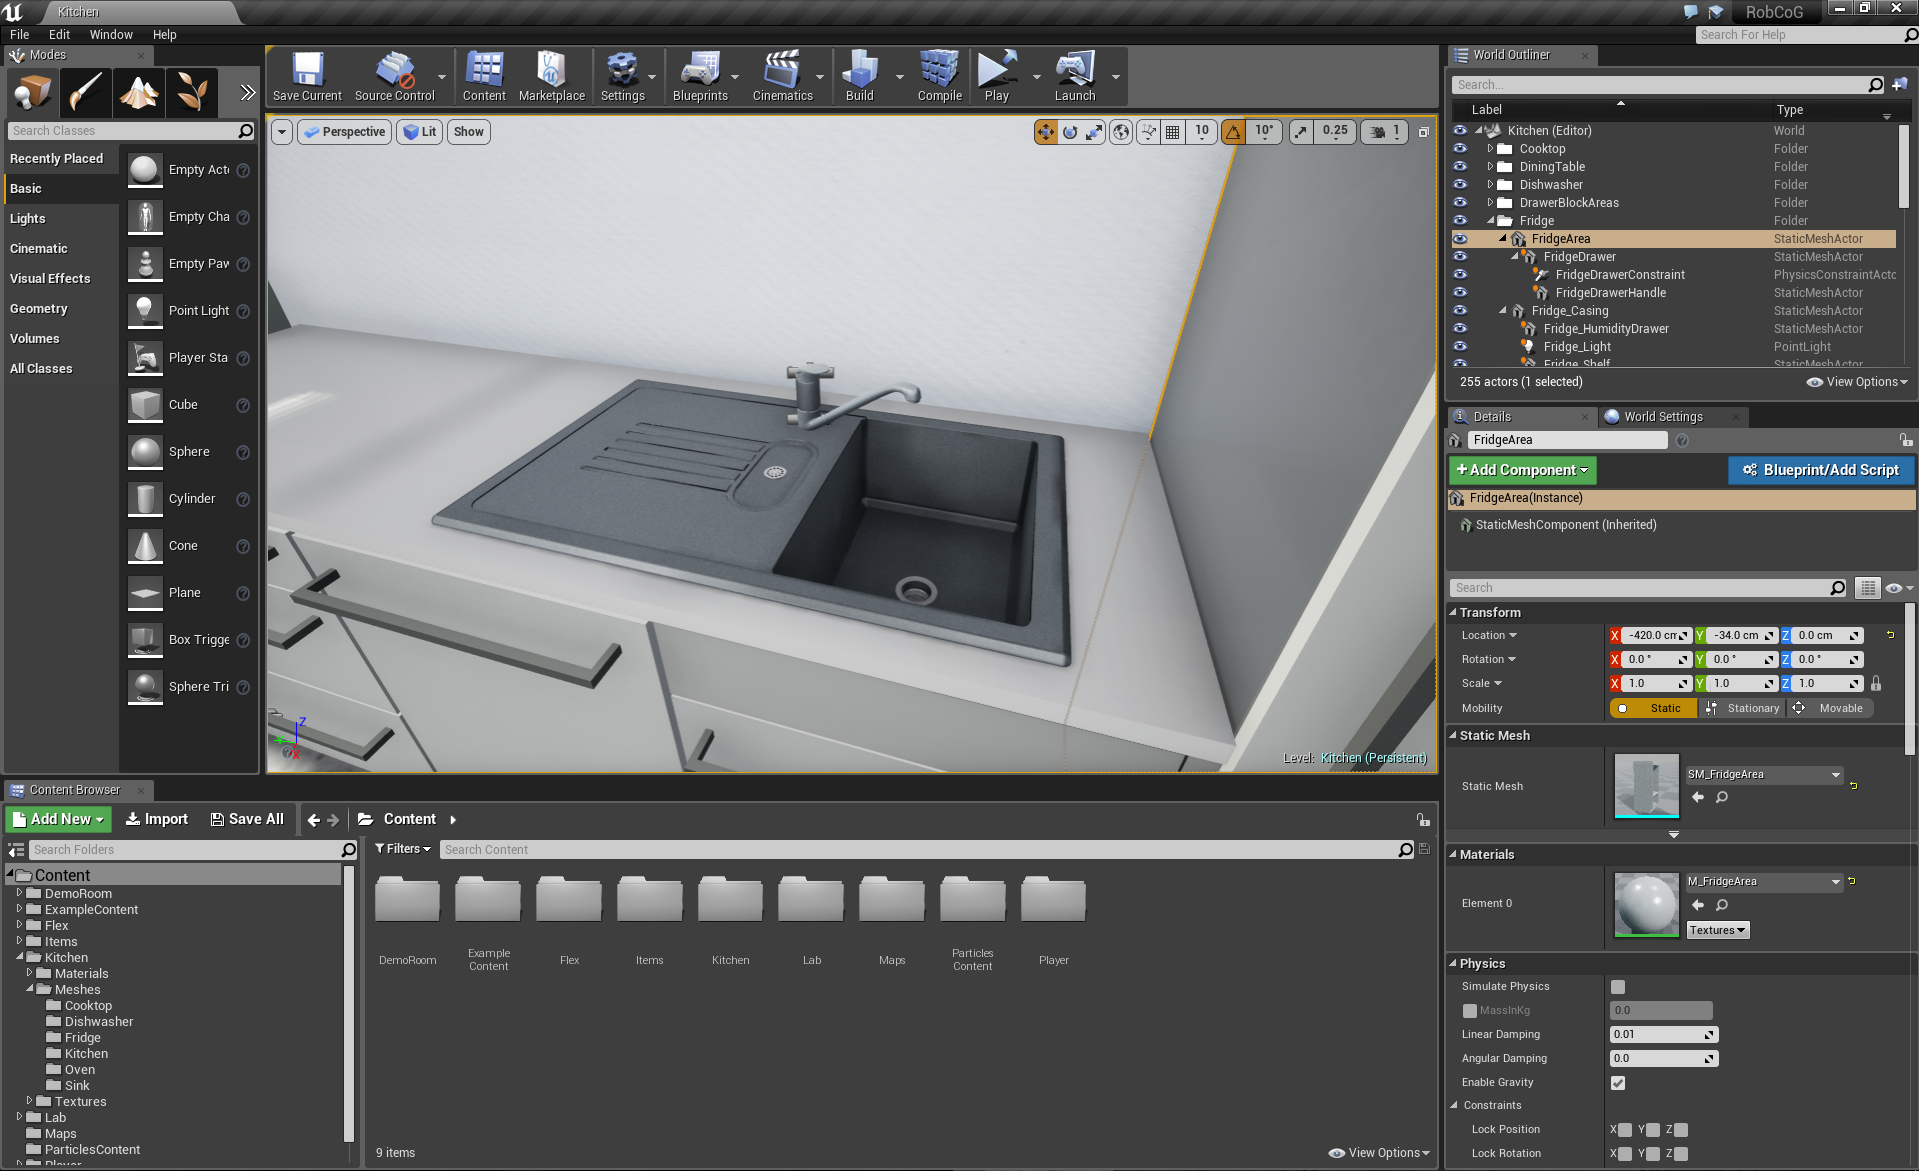 Kitchen
RobCoG
File Edit Window Help
Search For Help
Modes
Search Classes
Recently Placed
Basic
Lights
Cinematic
Visual Effects
Geometry
Volumes
All Classes
Empty Act
Empty Cha
Empty Paw
Point Light
Player Sta
Cube
Sphere
Cylinder
Cone
Plane
Box Trigge
Sphere Tri
Save Current
Source Control
Content
Marketplace
Settings
Blueprints
Cinematics
Build
Compile
Play
Launch
Perspective Lit Show
10 10° 0.25 1
Z
X
Level: Kitchen (Persistent)
World Outliner
Search...
Label Type
Kitchen (Editor) World
Cooktop Folder
DiningTable Folder
Dishwasher Folder
DrawerBlockAreas Folder
Fridge Folder
FridgeArea StaticMeshActor
FridgeDrawer StaticMeshActor
FridgeDrawerConstraint PhysicsConstraintActo
FridgeDrawerHandle StaticMeshActor
Fridge_Casing StaticMeshActor
Fridge_HumidityDrawer StaticMeshActor
Fridge_Light PointLight
Fridge_Shelf StaticMeshActor
255 actors (1 selected) View Options
Details World Settings
FridgeArea
+Add Component Blueprint/Add Script
FridgeArea(Instance)
StaticMeshComponent (Inherited)
Search
Transform
Location X -420.0 cm Y -34.0 cm Z 0.0 cm
Rotation X 0.0 ° Y 0.0 ° Z 0.0 °
Scale X 1.0 Y 1.0 Z 1.0
Mobility Static Stationary Movable
Static Mesh
Static Mesh SM_FridgeArea
Materials
Element 0 M_FridgeArea
Textures
Physics
Simulate Physics
MassInKg 0.0
Linear Damping 0.01
Angular Damping 0.0
Enable Gravity
Constraints
Lock Position X Y Z
Lock Rotation X Y Z
Content Browser
Add New Import Save All Content
Search Folders
Filters Search Content
Content
DemoRoom
ExampleContent
Flex
Items
Kitchen
Materials
Meshes
Cooktop
Dishwasher
Fridge
Kitchen
Oven
Sink
Textures
Lab
Maps
ParticlesContent
Player
DemoRoom
Example
Content
Flex
Items
Kitchen
Lab
Maps
Particles
Content
Player
9 items View Options